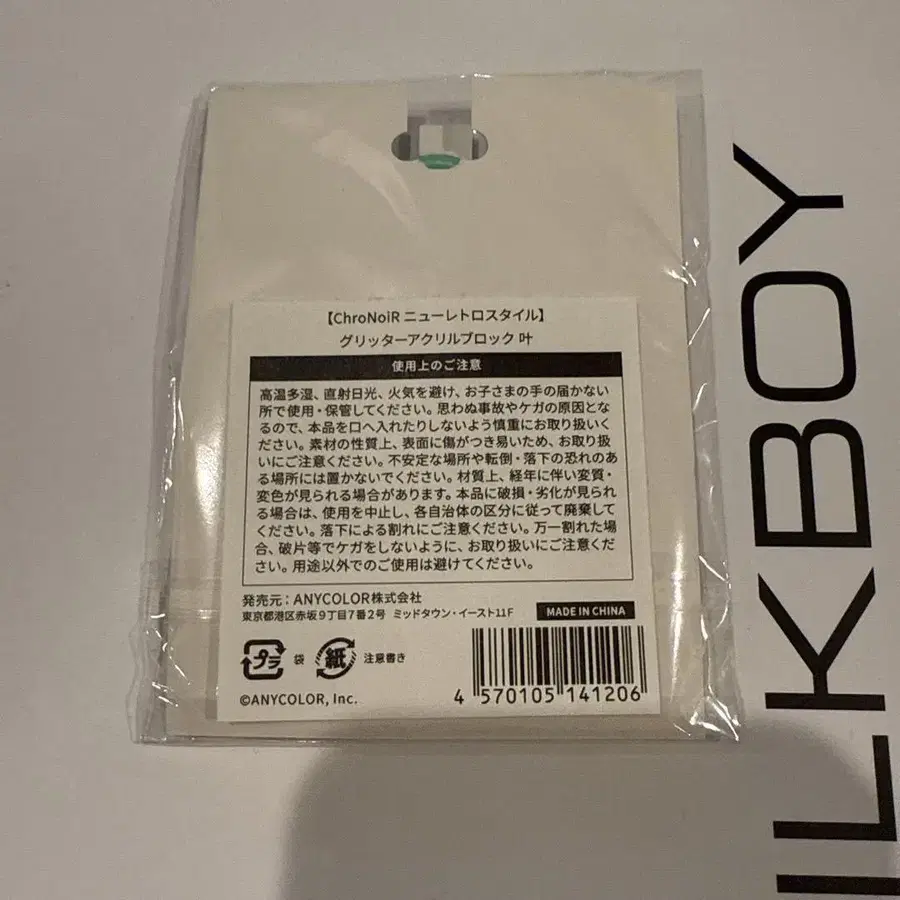 【ChroNoiR ニューレトロスタイル】
グリッターアクリルブロック 叶
使用上のご注意
高温多湿、直射日光、火気を避け、お子さまの手の届かない
所で使用・保管してください。思わぬ事故やケガの原因とな
るので、本品を口へ入れたりしないよう慎重にお取り扱いく
ださい。素材の性質上、表面に傷がつき易いため、お取り扱
いにご注意ください。不安定な場所や転倒・落下の恐れのあ
る場所には置かないでください。材質上、経年に伴い変質・
変色が見られる場合があります。本品に破損・劣化が見られ
る場合は、使用を中止し、各自治体の区分に従って廃棄して
ください。落下による割れにご注意ください。万一割れた場
合、破片等でケガをしないように、お取り扱いにご注意くだ
さい。用途以外でのご使用は避けてください。
発売元：ANYCOLOR株式会社
東京都港区赤坂9丁目7番2号 ミッドタウン・イースト11F
MADE IN CHINA
プラ 袋 紙 注意書き
©ANYCOLOR, Inc.
4 570105 141206
ILKBOY